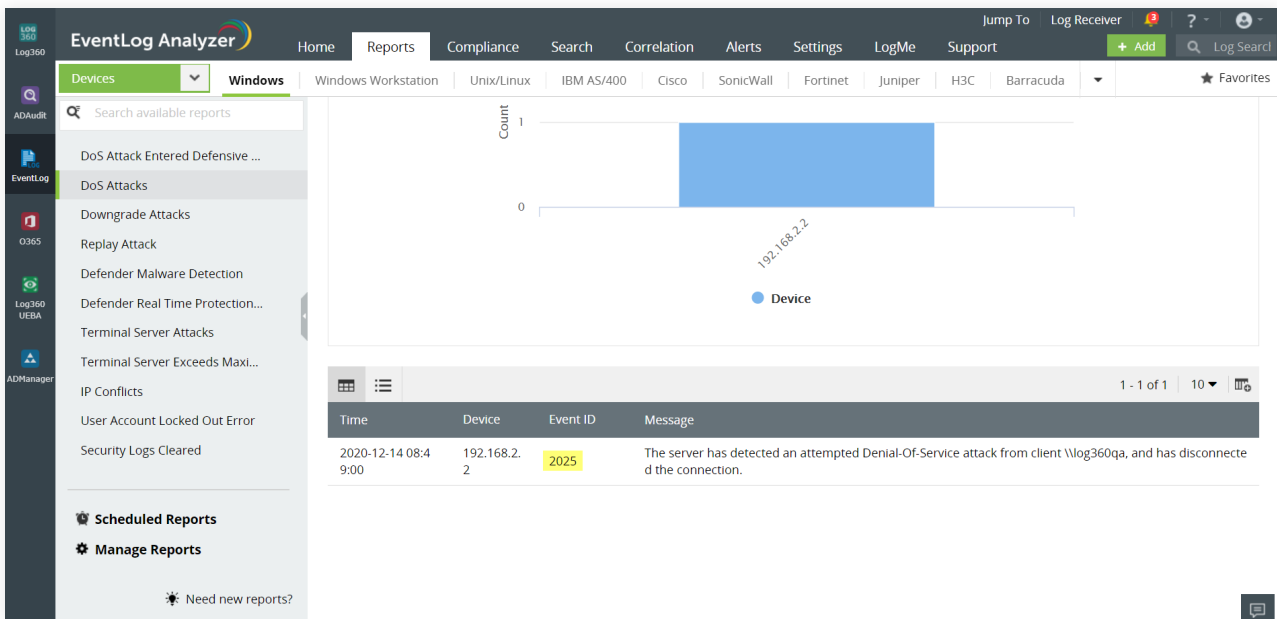 Jump To Log Receiver 3 ?
LOG 360
Log360
EventLog Analyzer
Home Reports Compliance Search Correlation Alerts Settings LogMe Support
+ Add Log Searcl
Devices
Windows Windows Workstation Unix/Linux IBM AS/400 Cisco SonicWall Fortinet Juniper H3C Barracuda
Favorites
ADAudit
EventLog
O365
Log360
UEBA
ADManager
Search available reports
DoS Attack Entered Defensive ...
DoS Attacks
Downgrade Attacks
Replay Attack
Defender Malware Detection
Defender Real Time Protection...
Terminal Server Attacks
Terminal Server Exceeds Maxi...
IP Conflicts
User Account Locked Out Error
Security Logs Cleared
Scheduled Reports
Manage Reports
Need new reports?
Count
1
0
192.168.2.2
Device
1 - 1 of 1 10
Time Device Event ID Message
2020-12-14 08:4
9:00
192.168.2.
2
2025
The server has detected an attempted Denial-Of-Service attack from client \\log360qa, and has disconnecte
d the connection.